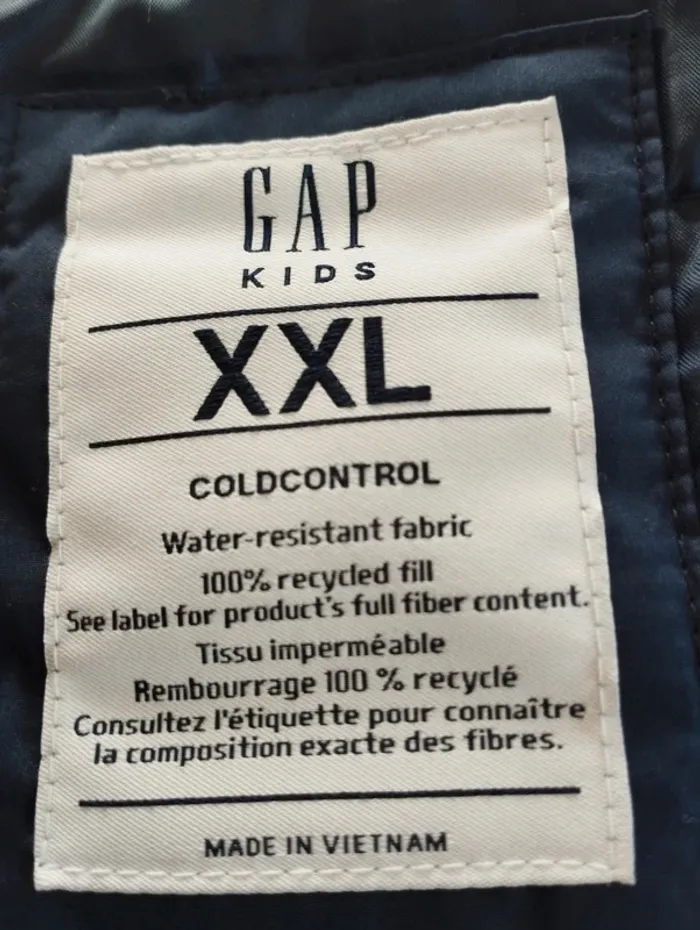 GAP
KIDS
XXL
COLDCONTROL
Water-resistant fabric
100% recycled fill
See label for product's full fiber content.
Tissu imperméable
Rembourrage 100 % recyclé
Consultez l'étiquette pour connaître
la composition exacte des fibres.
MADE IN VIETNAM